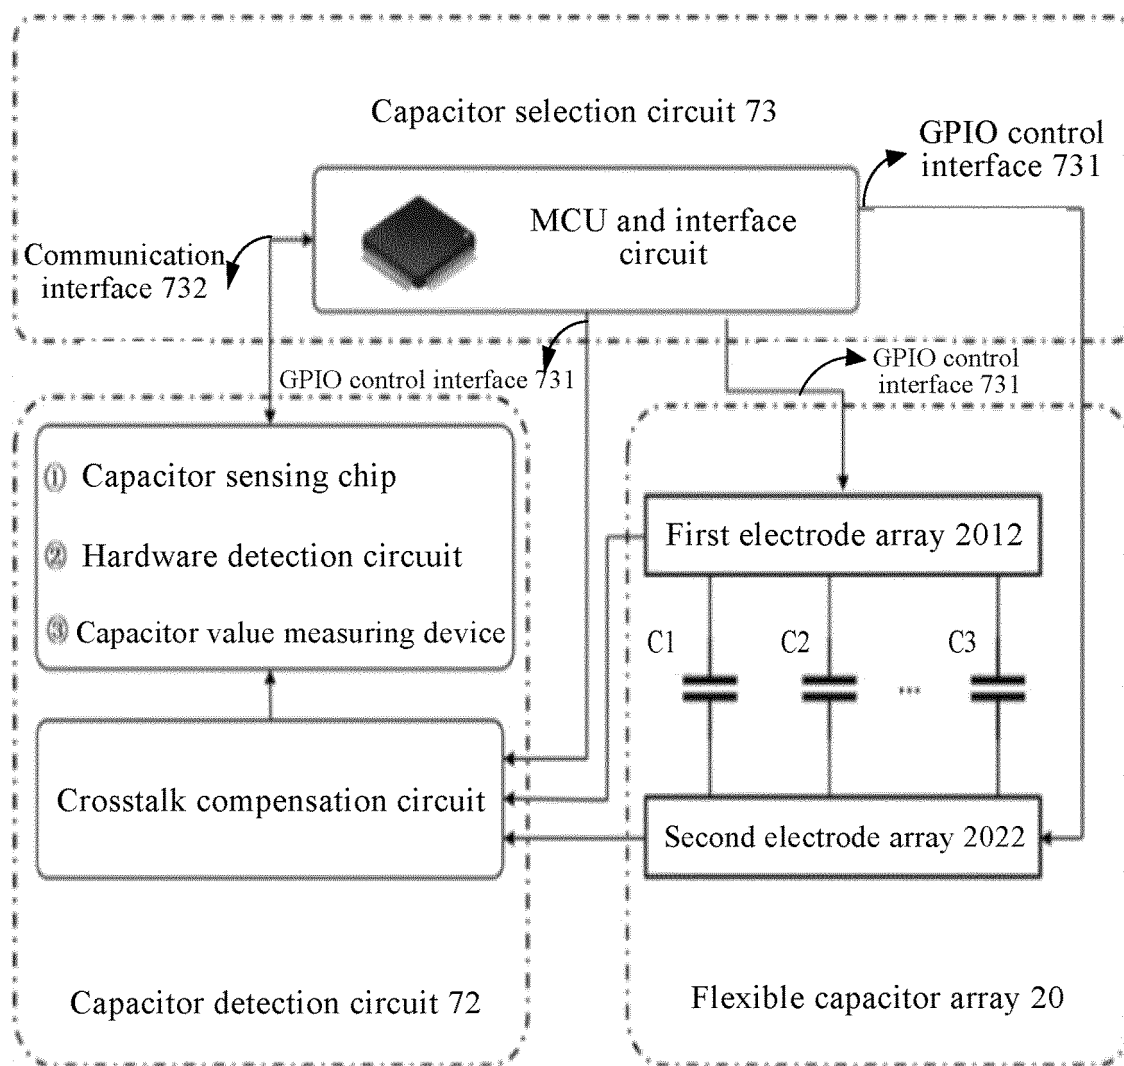 Capacitor selection circuit 73
GPIO control
interface 731
MCU and interface
circuit
Communication
interface 732
GPIO control interface 731
GPIO control
interface 731
① Capacitor sensing chip
② Hardware detection circuit
③ Capacitor value measuring device
First electrode array 2012
C1 C2 ... C3
Crosstalk compensation circuit
Second electrode array 2022
Capacitor detection circuit 72
Flexible capacitor array 20